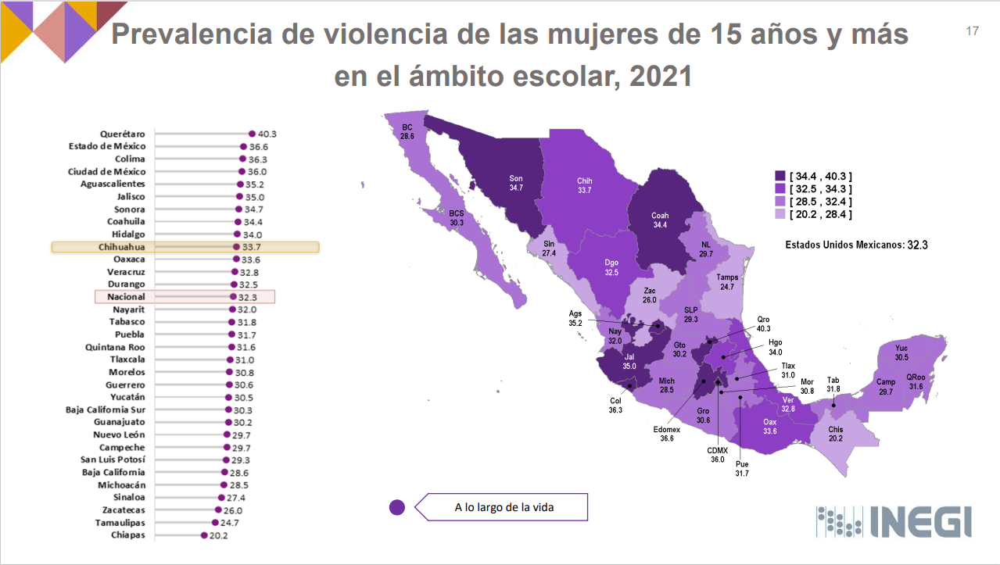 Prevalencia de violencia de las mujeres de 15 años y más
en el ámbito escolar, 2021
17
Querétaro 40.3
Estado de México 36.6
Colima 36.3
Ciudad de México 36.0
Aguascalientes 35.2
Jalisco 35.0
Sonora 34.7
Coahuila 34.4
Hidalgo 34.0
Chihuahua 33.7
Oaxaca 33.6
Veracruz 32.8
Durango 32.5
Nacional 32.3
Nayarit 32.0
Tabasco 31.8
Puebla 31.7
Quintana Roo 31.6
Tlaxcala 31.0
Morelos 30.8
Guerrero 30.6
Yucatán 30.5
Baja California Sur 30.3
Guanajuato 30.2
Nuevo León 29.7
Campeche 29.7
San Luis Potosí 29.3
Baja California 28.6
Michoacán 28.5
Sinaloa 27.4
Zacatecas 26.0
Tamaulipas 24.7
Chiapas 20.2
BC
28.6
Son
34.7
Chih
33.7
Coah
34.4
BCS
30.3
Sin
27.4
Dgo
32.5
NL
29.7
Tamps
24.7
Zac
26.0
SLP
29.3
Ags
35.2
Nay
32.0
Jal
35.0
Gto
30.2
Qro
40.3
Hgo
34.0
Tlax
31.0
Mor
30.8
Tab
31.8
Yuc
30.5
Camp
29.7
QRoo
31.6
Mich
28.5
Col
36.3
Gro
30.6
Ver
32.8
Oax
33.6
Chis
20.2
Edomex
36.6
CDMX
36.0
Pue
31.7
[ 34.4 , 40.3 ]
[ 32.5 , 34.3 ]
[ 28.5 , 32.4 ]
[ 20.2 , 28.4 ]
Estados Unidos Mexicanos: 32.3
A lo largo de la vida
INEGI